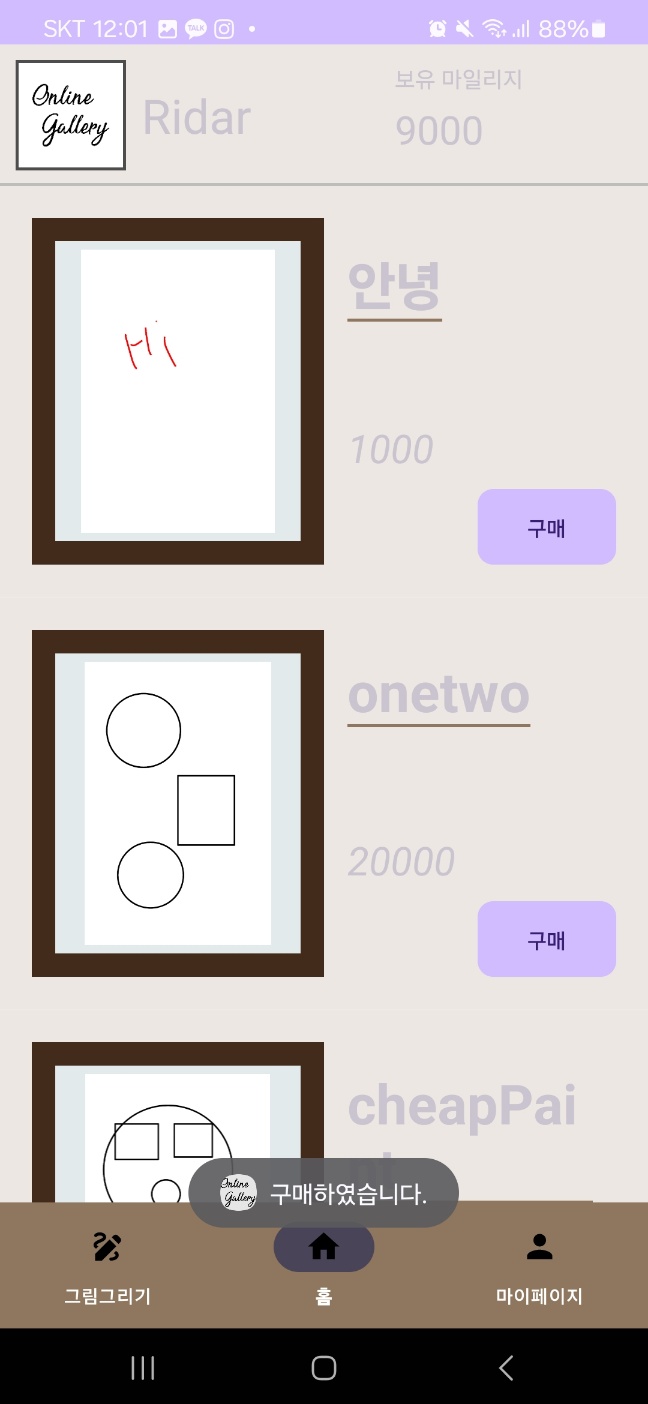 SKT 12:01 TALK 88%
Online
Gallery
Ridar
보유 마일리지
9000
Hi
안녕
1000
구매
onetwo
20000
구매
cheapPai
Online
Gallery
구매하였습니다.
그림그리기
홈
마이페이지